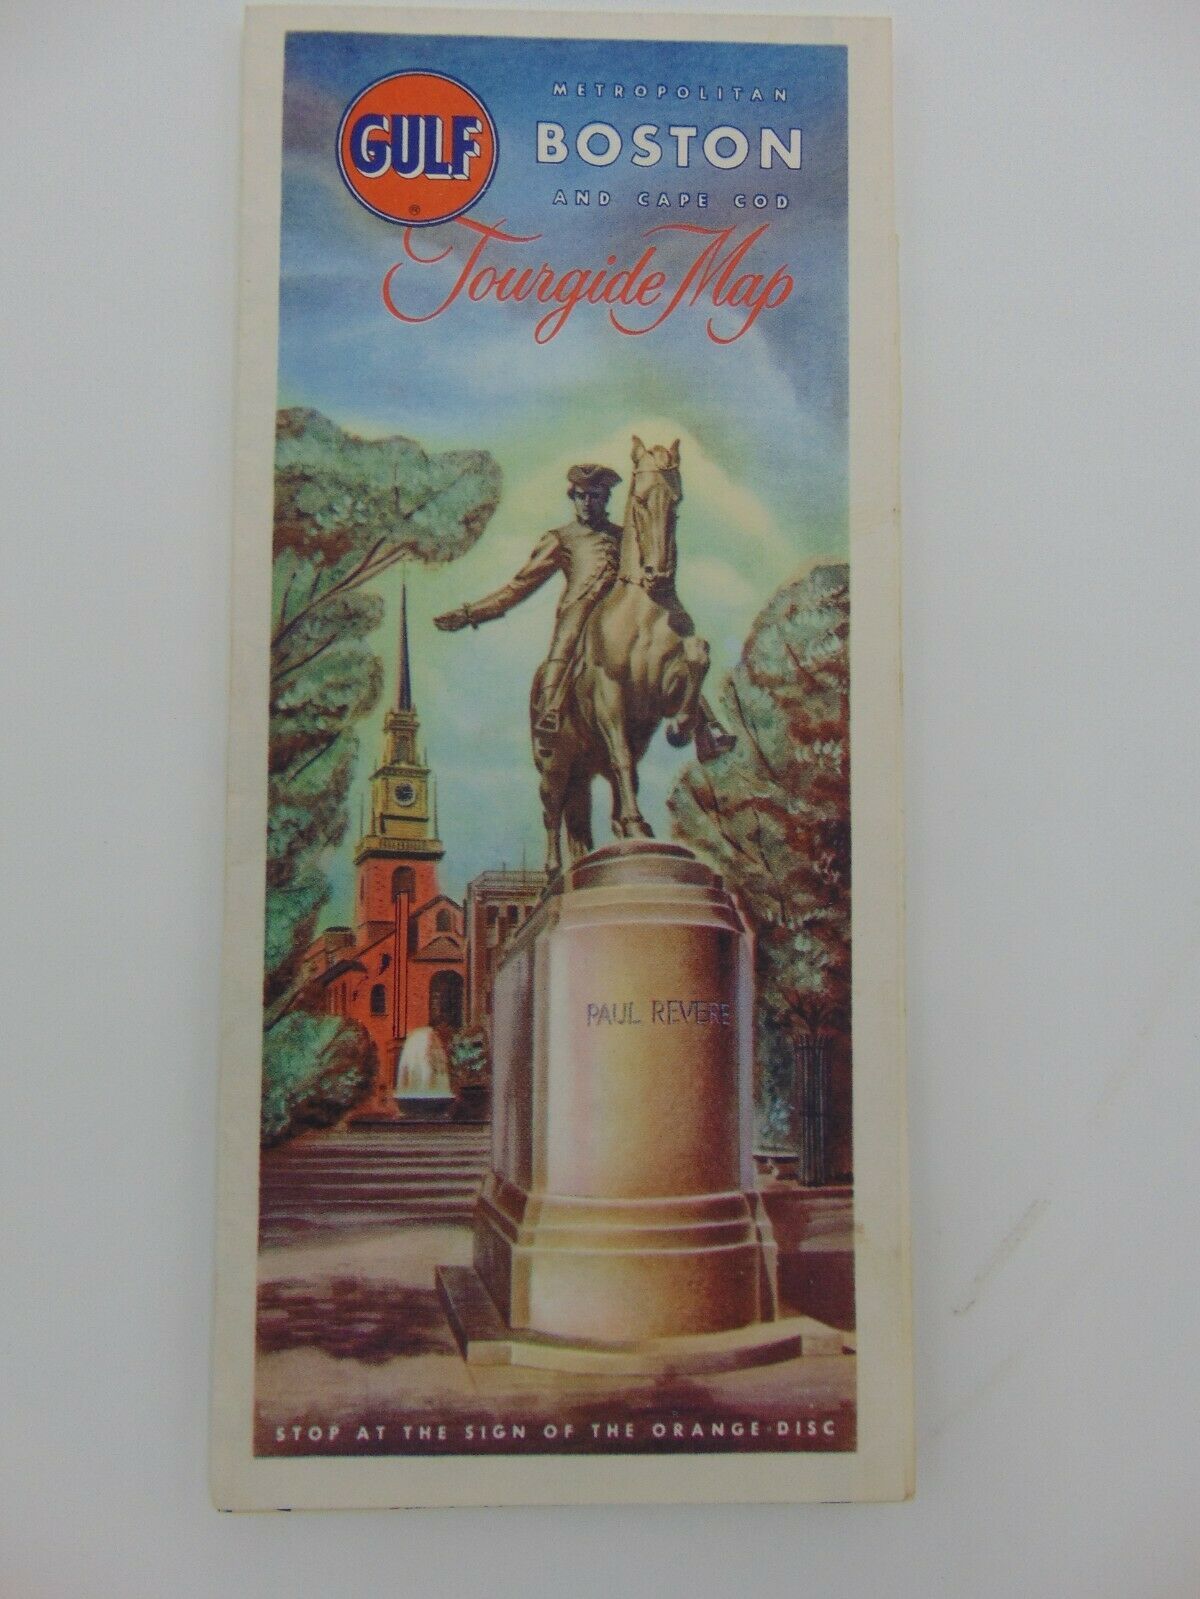 GULF
®
METROPOLITAN
BOSTON
AND CAPE COD
Tourgide Map
PAUL REVERE
STOP AT THE SIGN OF THE ORANGE DISC